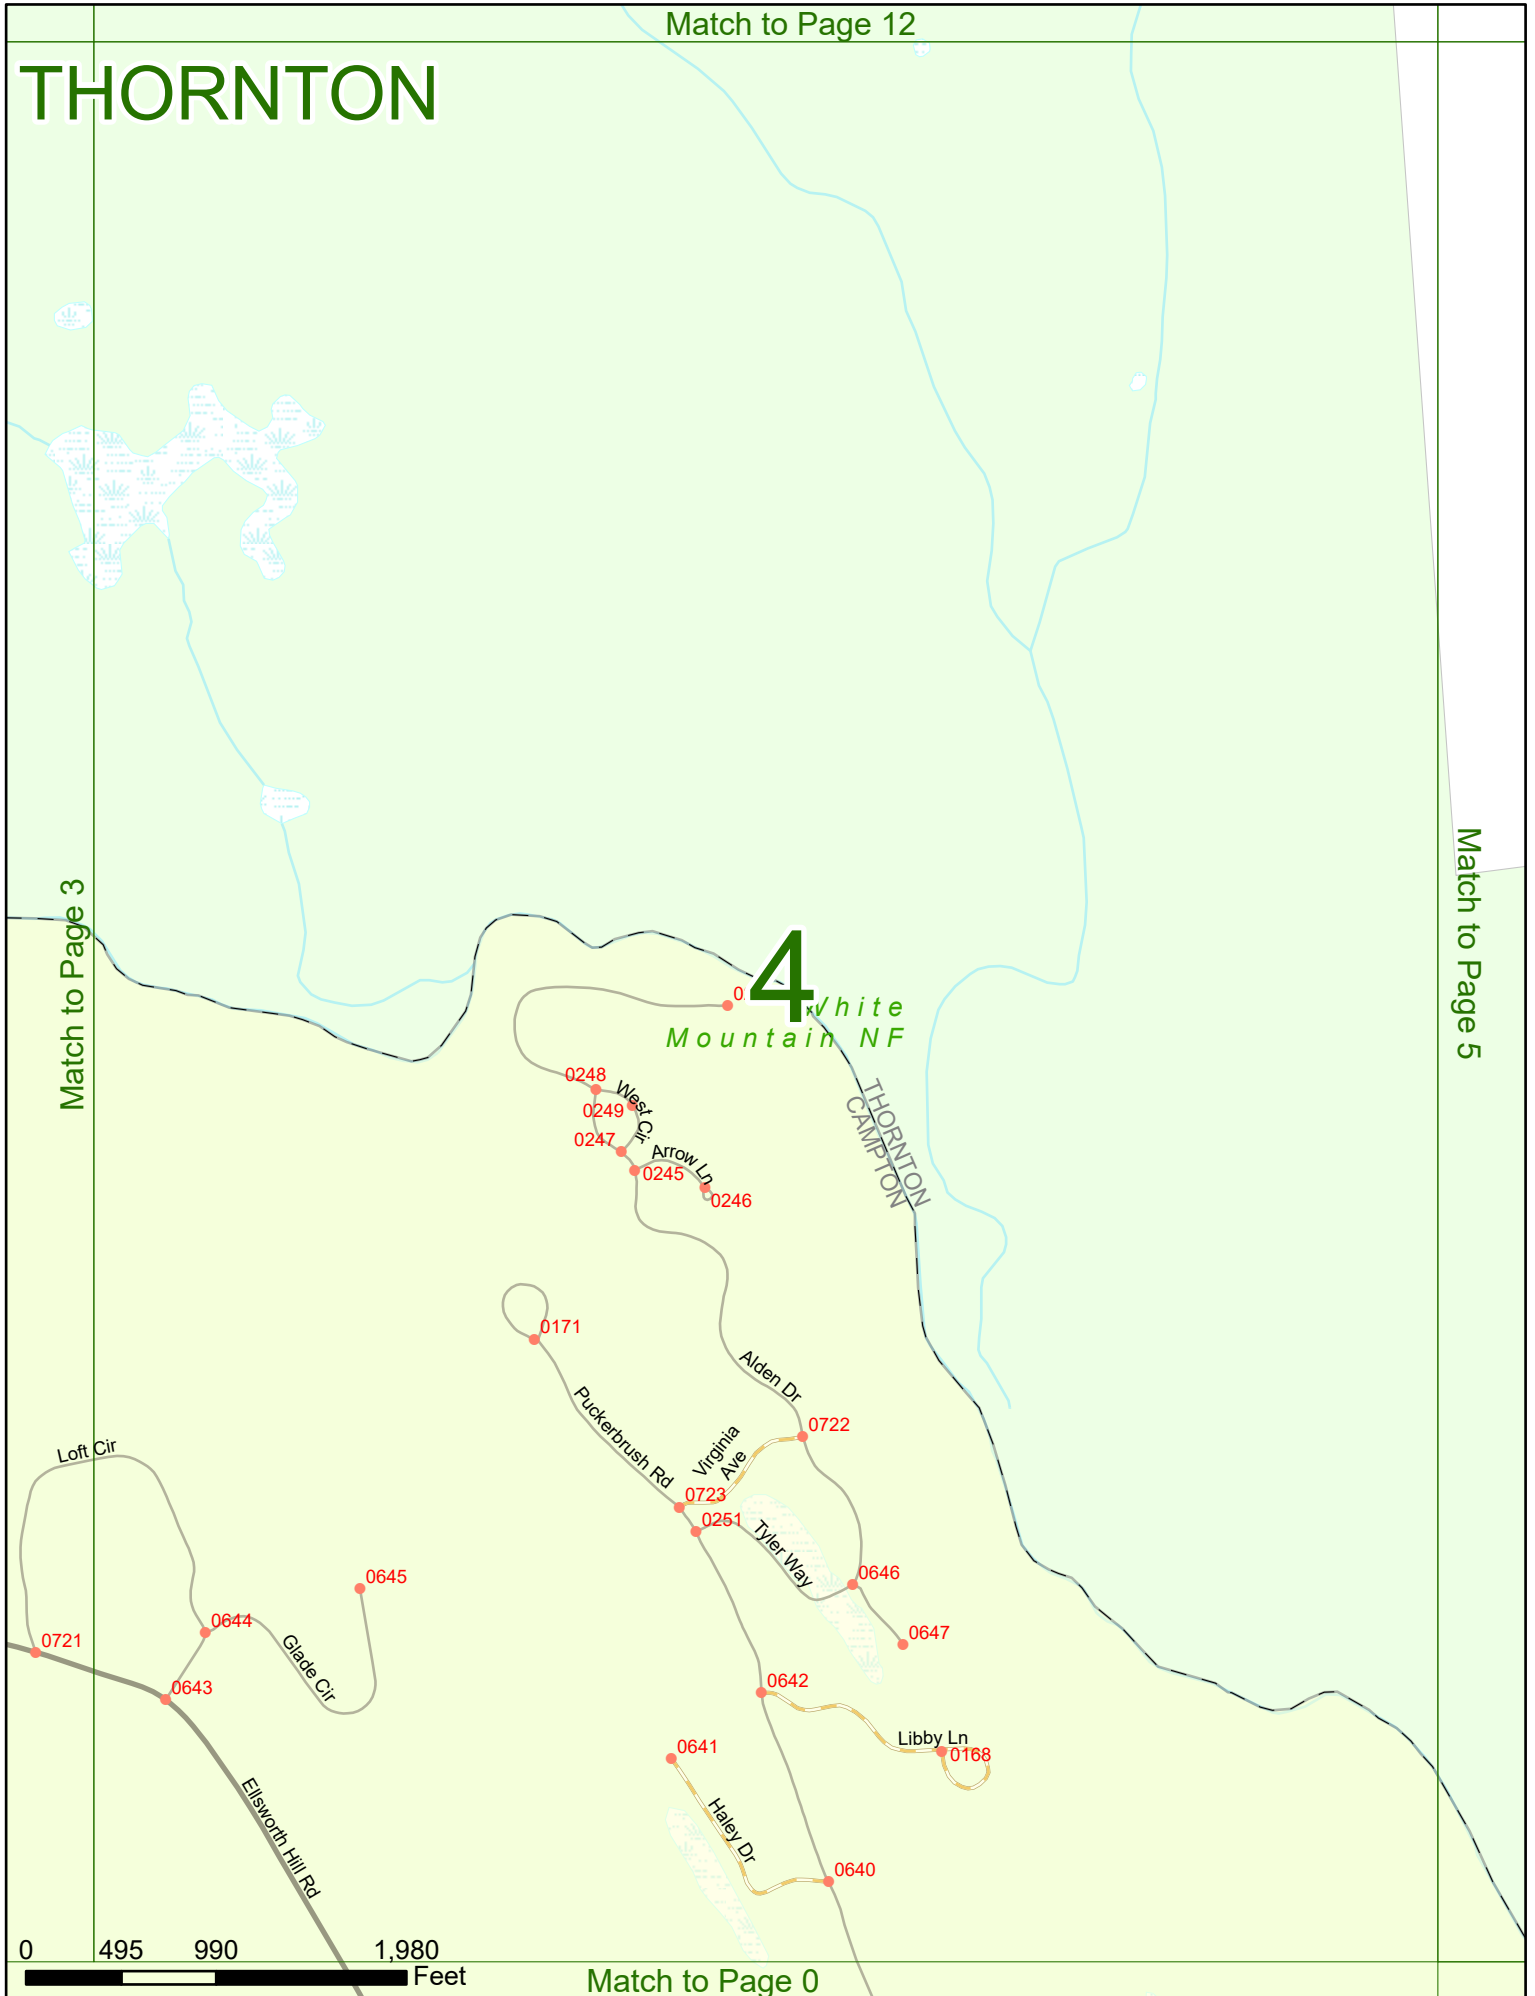 Match to Page 12
THORNTON
Match to Page 3
Match to Page 5
4
Mountain NF
THORNTON
CAMPTON
0248
West Cir
0249
0247
Arrow Ln
0245
0246
0171
Alden Dr
Puckerbrush Rd
0722
Virginia
Ave
Loft Cir
0723
0251
Tyler Way
0645
0646
0644
0721
Glade Cir
0647
0643
0642
Libby Ln
0168
0641
Ellsworth Hill Rd
Haley Dr
0640
0 495 990 1,980
Feet
Match to Page 0